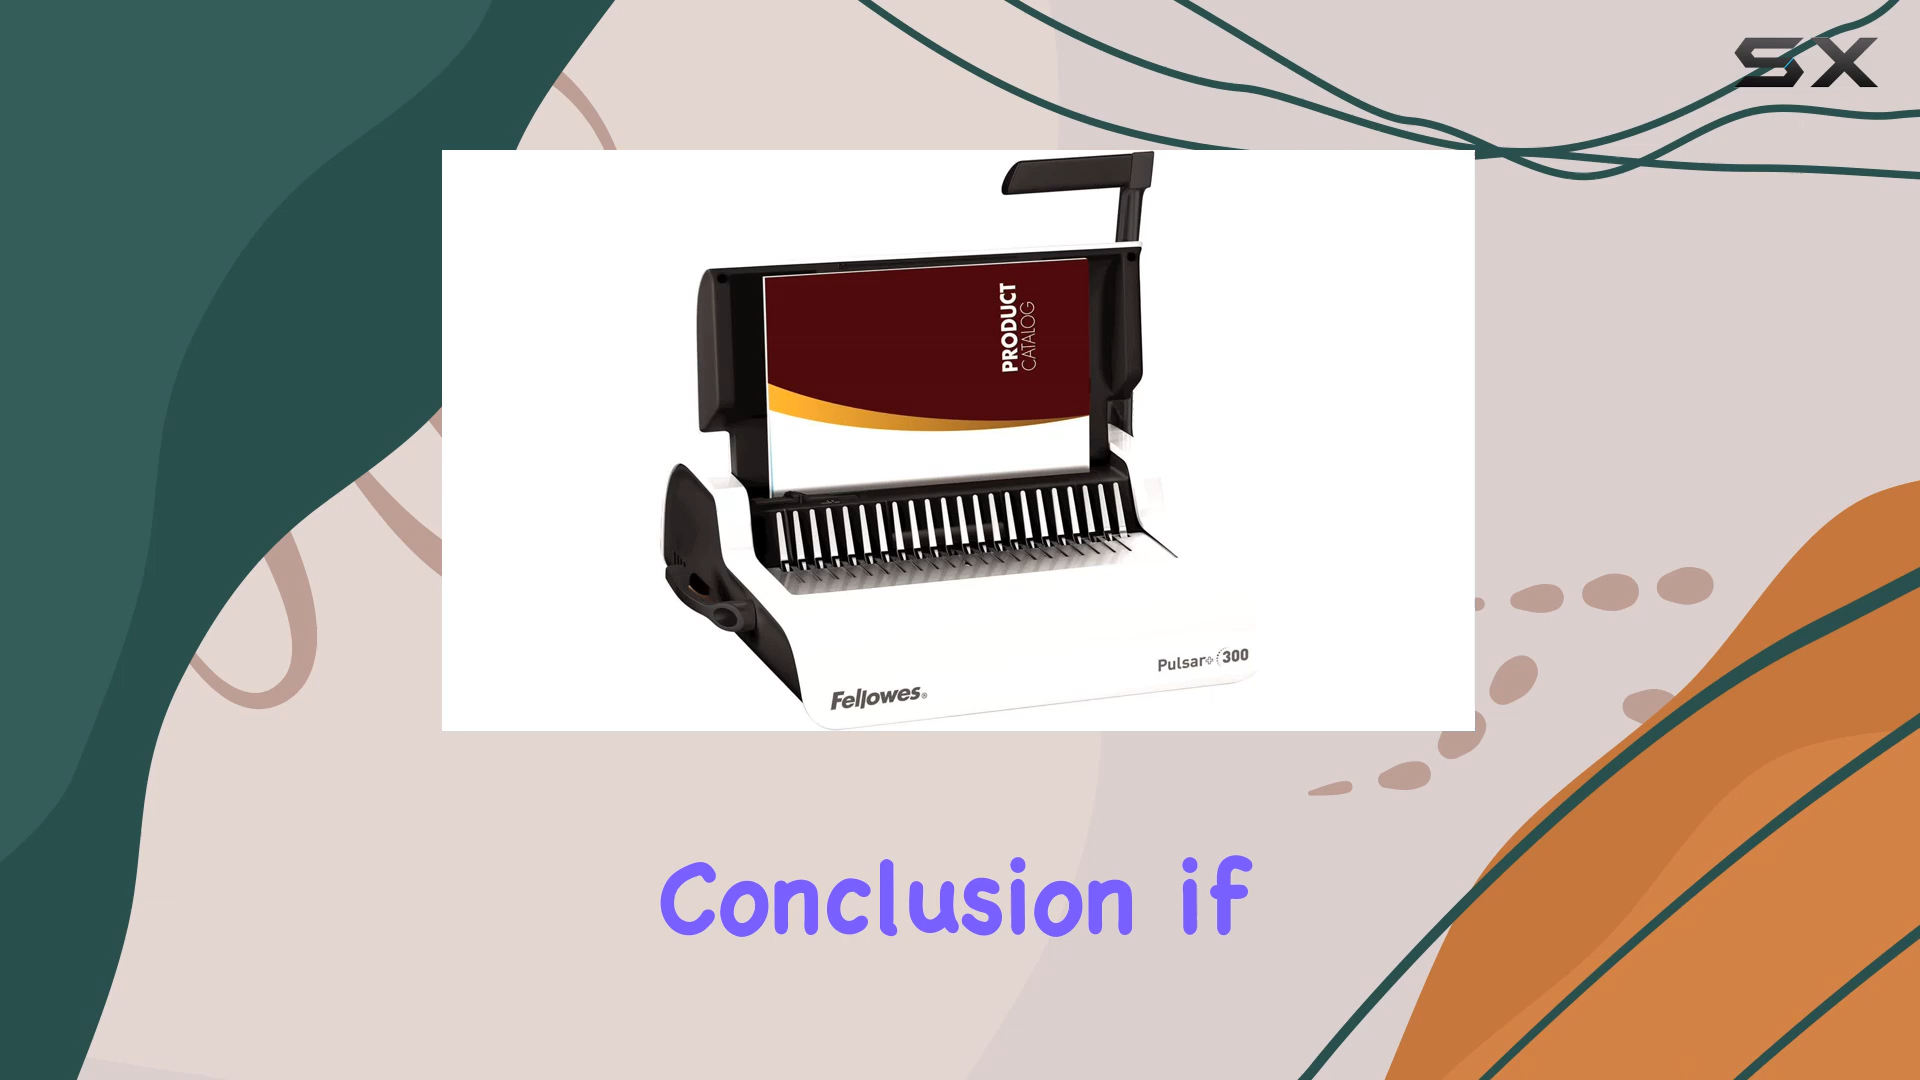 SX
PRODUCT
CATALOG
Pulsar+ 300
Fellowes®
Conclusion if